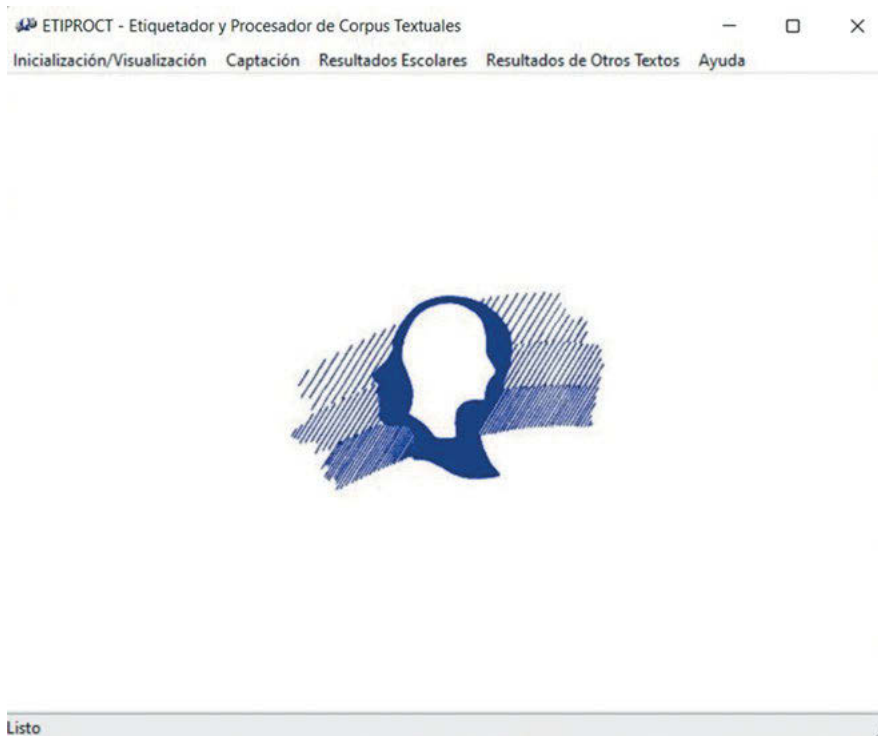 ETIPROCT - Etiquetador y Procesador de Corpus Textuales
Inicialización/Visualización Captación Resultados Escolares Resultados de Otros Textos Ayuda
Listo